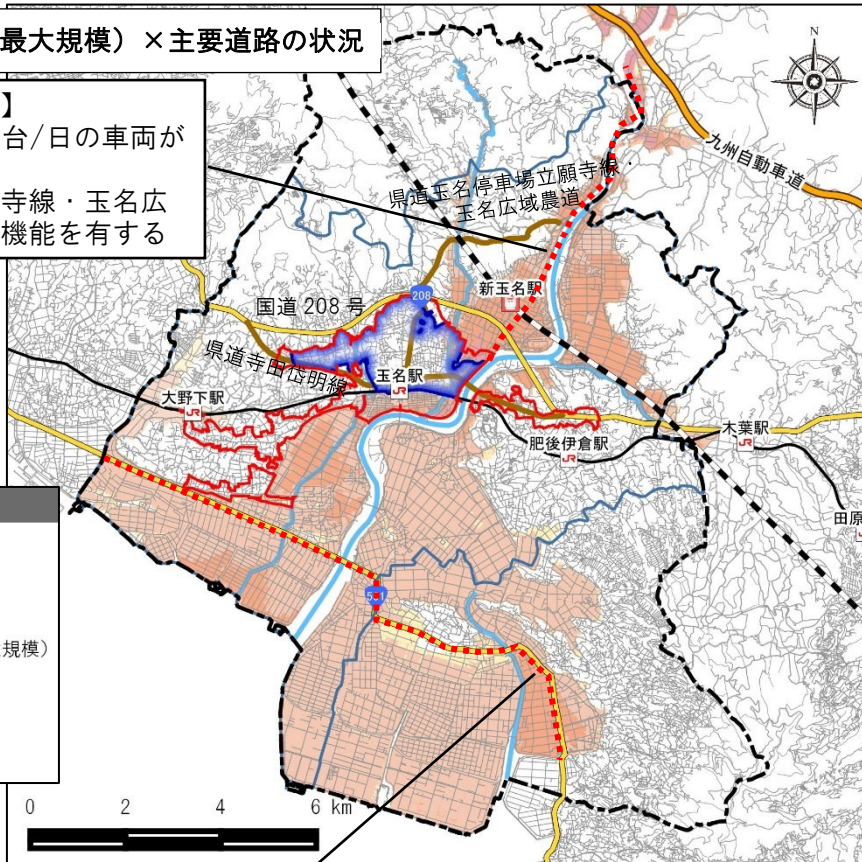 最大規模）×主要道路の状況
】
台/日の車両が
寺線・玉名広
機能を有する
N
九州自動車道
県道玉名停車場立願寺線・
玉名広域農道
新玉名駅
208
国道 208 号
県道寺田岱明線
玉名駅
大野下駅
肥後伊倉駅
木葉駅
田原
規模）
0 2 4 6 km